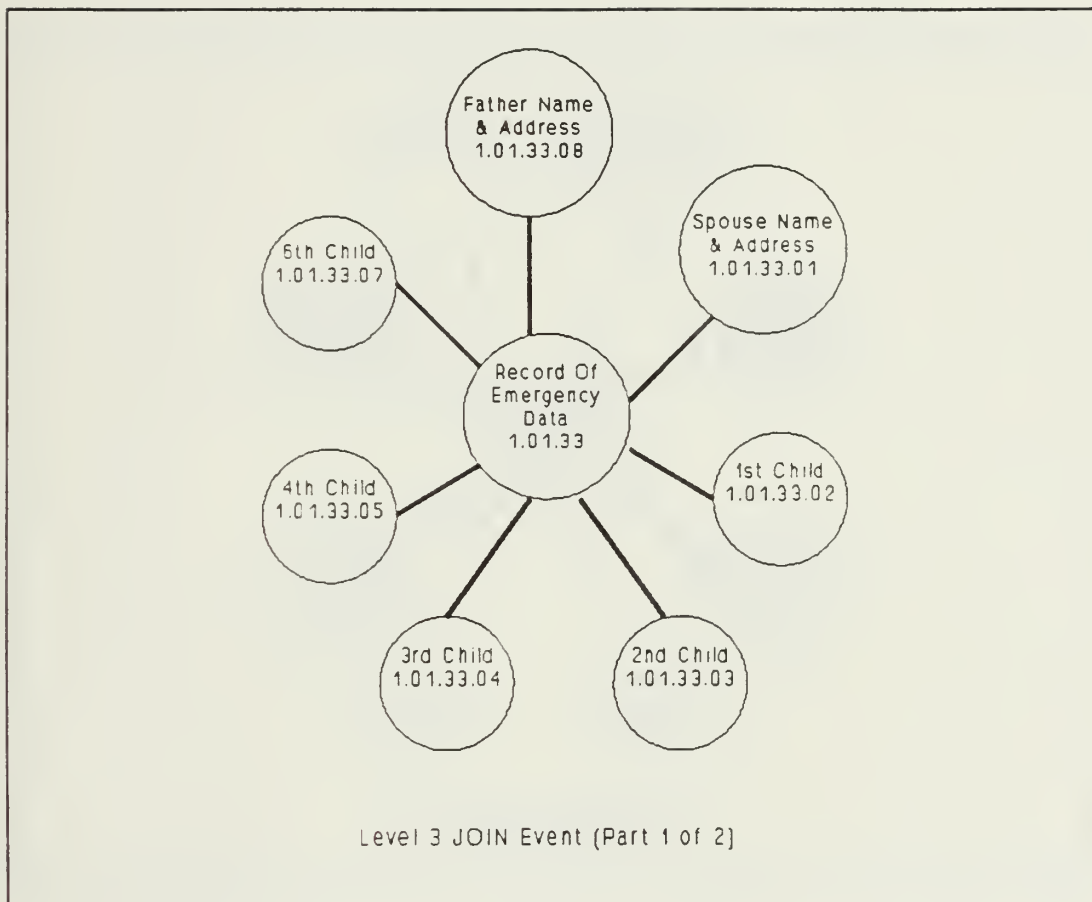 Father Name
& Address
1.01.33.08
Spouse Name
& Address
1.01.33.01
6th Child
1.01.33.07
Record Of
Emergency
Data
1.01.33
1st Child
1.01.33.02
4th Child
1.01.33.05
3rd Child
1.01.33.04
2nd Child
1.01.33.03
Level 3 JOIN Event (Part 1 of 2)